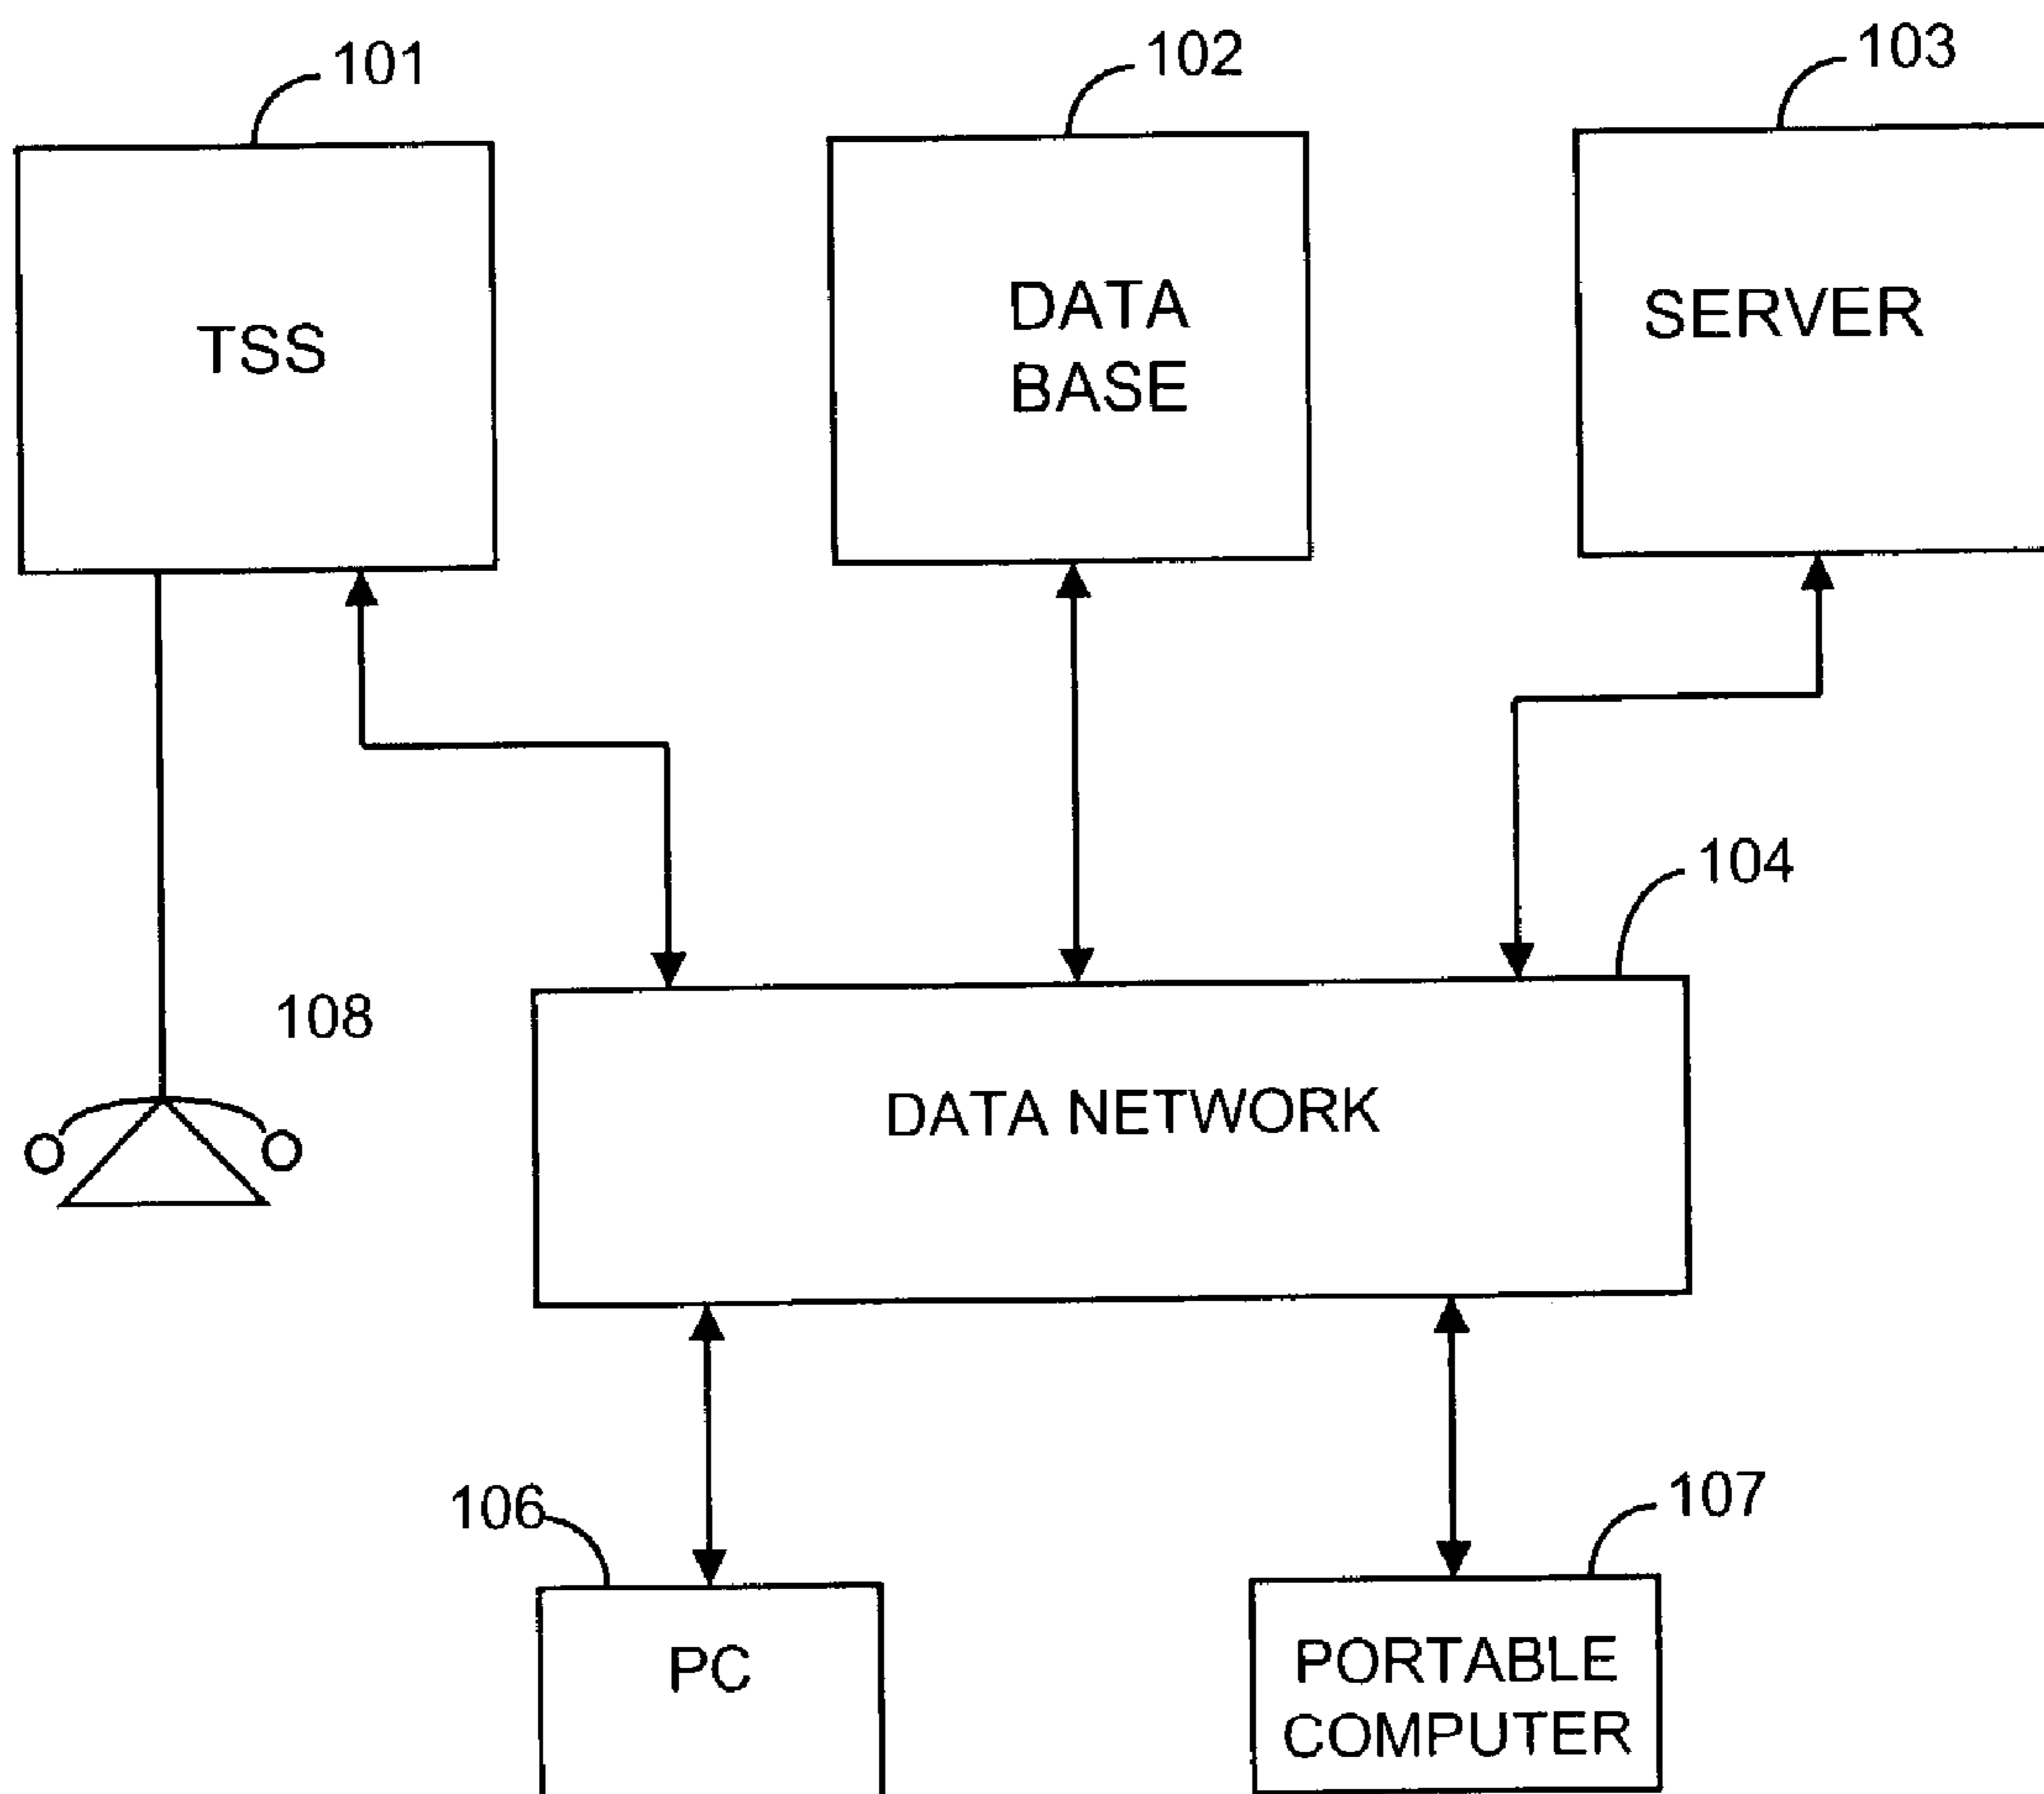 101
102
103
TSS
DATA
BASE
SERVER
104
108
DATA NETWORK
106
107
PC
PORTABLE
COMPUTER